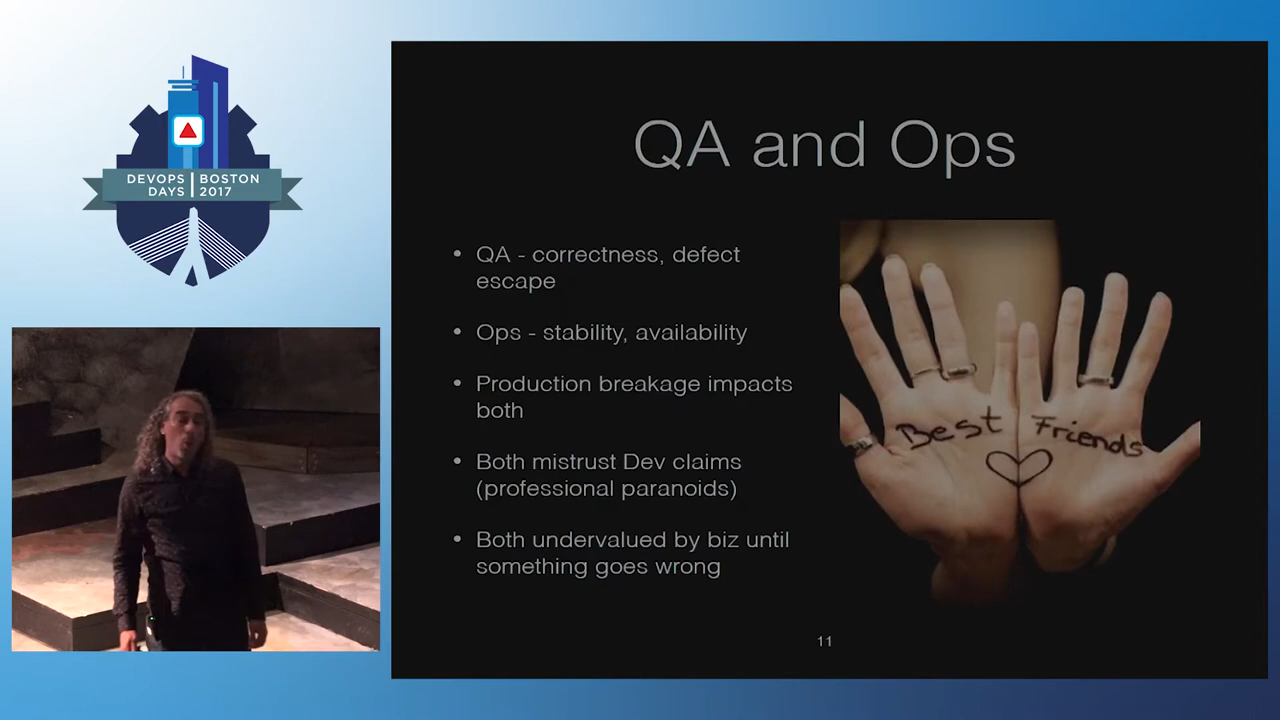 DEVOPS DAYS
BOSTON 2017
QA and Ops
• QA - correctness, defect
escape
• Ops - stability, availability
• Production breakage impacts
both
• Both mistrust Dev claims
(professional paranoids)
• Both undervalued by biz until
something goes wrong
Best Friends
11